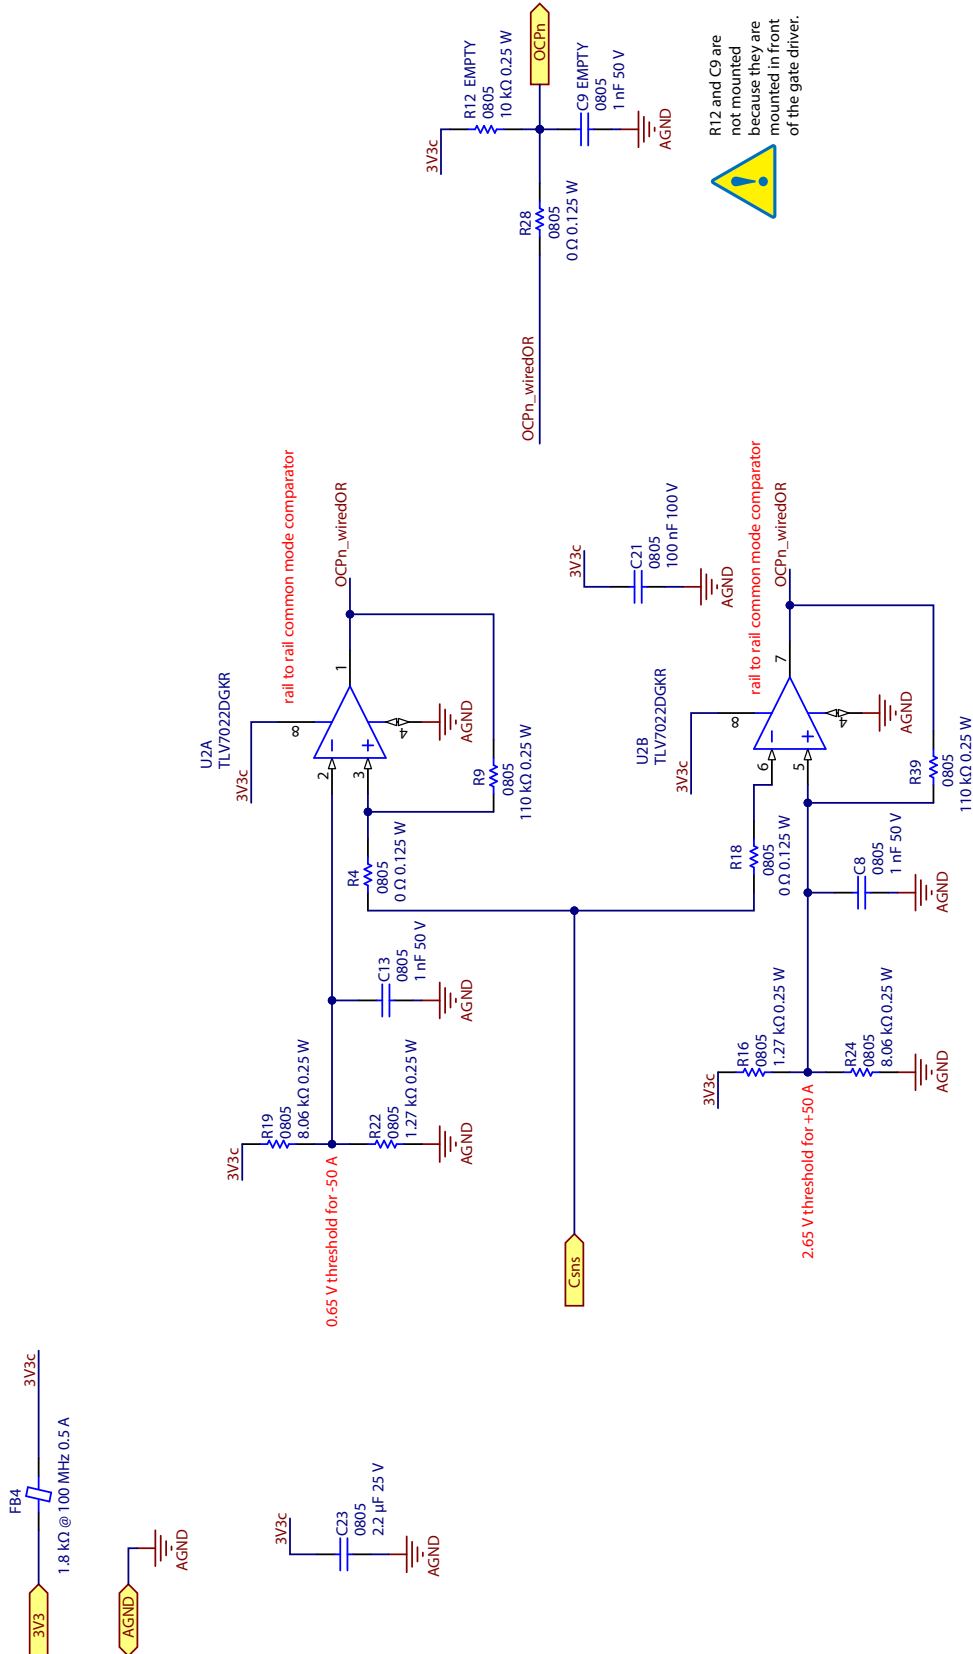 3V3
FB4
1.8 kΩ @ 100 MHz 0.5 A
3V3c
AGND
AGND
3V3c
C23
0805
2.2 µF 25 V
AGND
3V3c
R19
0805
8.06 kΩ 0.25 W
0.65 V threshold for -50 A
R22
0805
1.27 kΩ 0.25 W
AGND
C13
0805
1 nF 50 V
AGND
R4
0805
0 Ω 0.125 W
3V3c
U2A
TLV7022DGKR
2
3
8
4
1
AGND
R9
0805
110 kΩ 0.25 W
rail to rail common mode comparator
OCPn_wiredOR
Csns
3V3c
R16
0805
1.27 kΩ 0.25 W
2.65 V threshold for +50 A
R24
0805
8.06 kΩ 0.25 W
AGND
C8
0805
1 nF 50 V
AGND
R18
0805
0 Ω 0.125 W
3V3c
U2B
TLV7022DGKR
6
5
8
4
7
AGND
R39
0805
110 kΩ 0.25 W
rail to rail common mode comparator
OCPn_wiredOR
3V3c
C21
0805
100 nF 100 V
AGND
OCPn_wiredOR
R28
0805
0 Ω 0.125 W
3V3c
R12 EMPTY
0805
10 kΩ 0.25 W
OCPn
C9 EMPTY
0805
1 nF 50 V
AGND
R12 and C9 are
not mounted
because they are
mounted in front
of the gate driver.